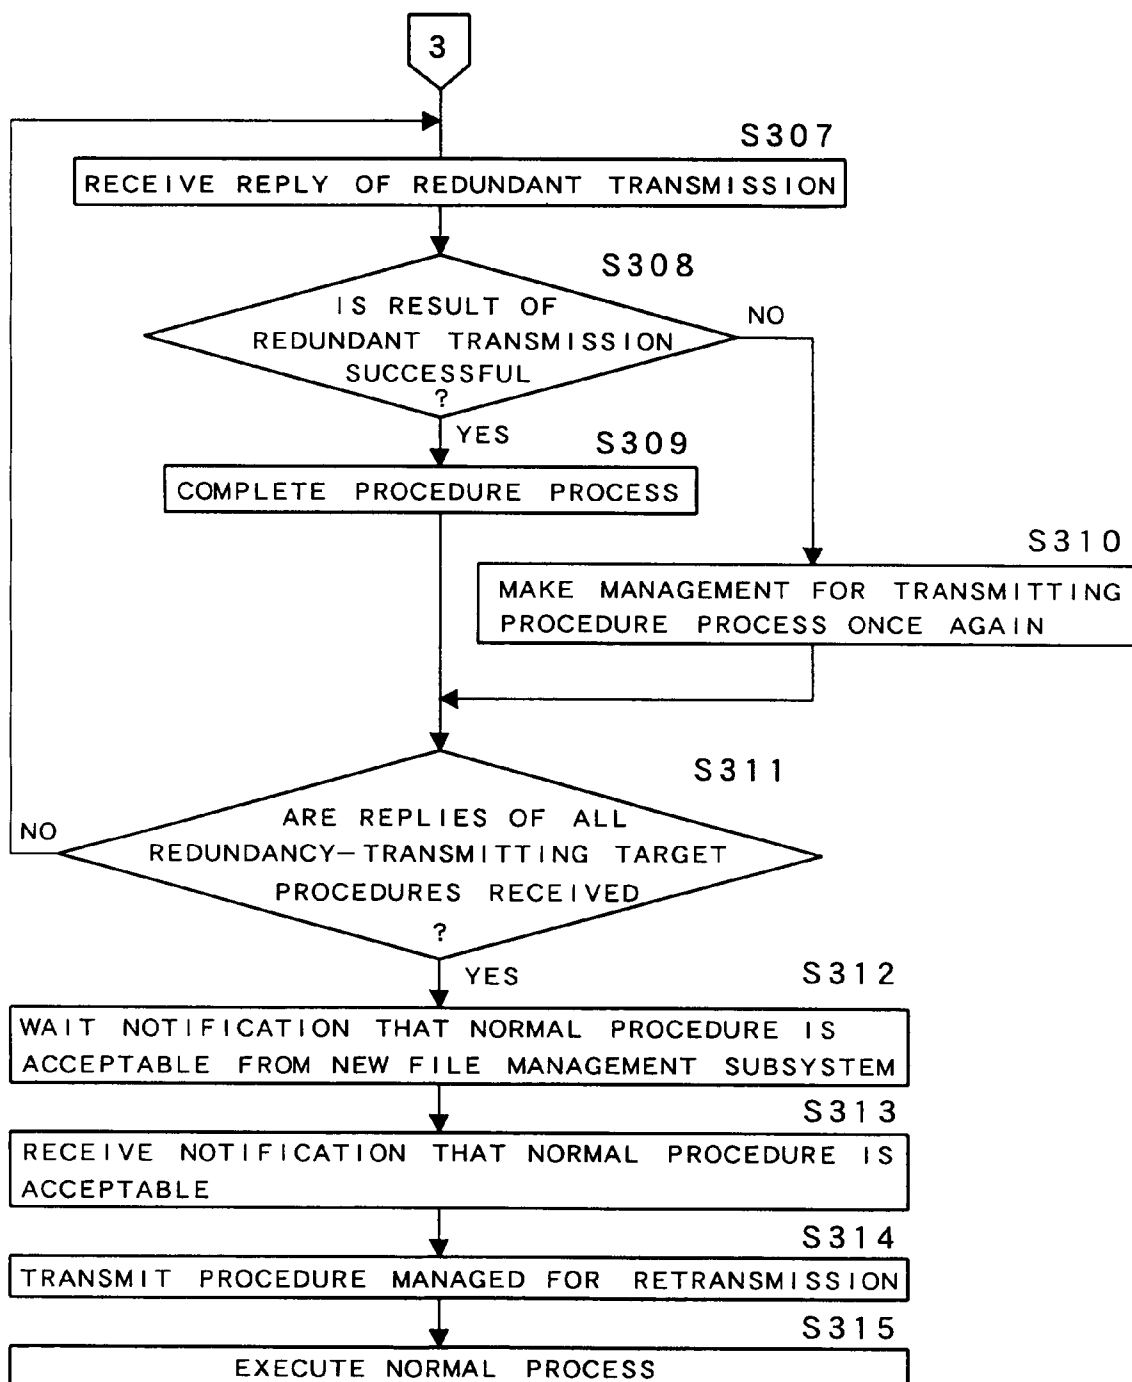 3
S307
RECEIVE REPLY OF REDUNDANT TRANSMISSION
S308
IS RESULT OF
REDUNDANT TRANSMISSION
SUCCESSFUL
?
NO
YES
S309
COMPLETE PROCEDURE PROCESS
S310
MAKE MANAGEMENT FOR TRANSMITTING
PROCEDURE PROCESS ONCE AGAIN
S311
ARE REPLIES OF ALL
REDUNDANCY-TRANSMITTING TARGET
PROCEDURES RECEIVED
?
NO
YES
S312
WAIT NOTIFICATION THAT NORMAL PROCEDURE IS
ACCEPTABLE FROM NEW FILE MANAGEMENT SUBSYSTEM
S313
RECEIVE NOTIFICATION THAT NORMAL PROCEDURE IS
ACCEPTABLE
S314
TRANSMIT PROCEDURE MANAGED FOR RETRANSMISSION
S315
EXECUTE NORMAL PROCESS